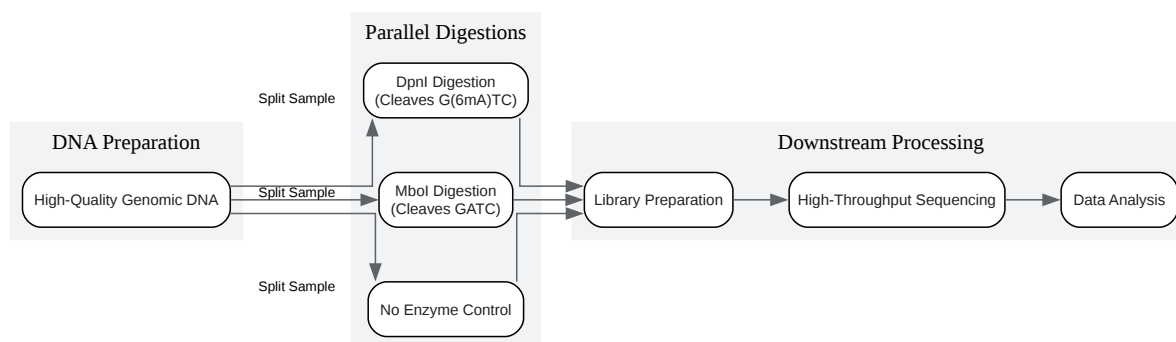 Parallel Digestions
DpnI Digestion
(Cleaves G(6mA)TC)
Split Sample
DNA Preparation
Downstream Processing
High-Quality Genomic DNA
Split Sample
MboI Digestion
(Cleaves GATC)
Library Preparation
High-Throughput Sequencing
Data Analysis
Split Sample
No Enzyme Control